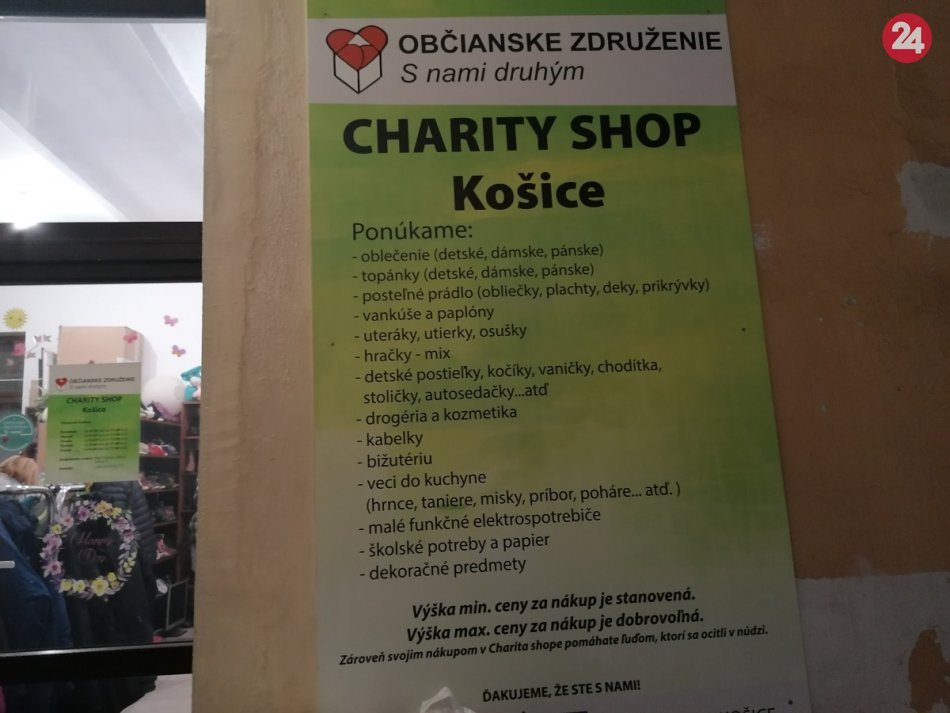 24
OBČIANSKE ZDRUŽENIE
S nami druhým
CHARITY SHOP
Košice
Ponúkame:
- oblečenie (detské, dámske, pánske)
- topánky (detské, dámske, pánske)
- posteľné prádlo (obliečky, plachty, deky, prikrývky)
- vankúše a paplóny
- uteráky, utierky, osušky
- hračky - mix
- detské postieľky, kočíky, vaničky, chodítka,
stoličky, autosedačky...atď
- drogéria a kozmetika
- kabelky
- bižutériu
- veci do kuchyne
(hrnce, taniere, misky, príbor, poháre... atď. )
- malé funkčné elektrospotrebiče
- školské potreby a papier
- dekoračné predmety
Výška min. ceny za nákup je stanovená.
Výška max. ceny za nákup je dobrovoľná.
Zároveň svojim nákupom v Charita shope pomáhate ľuďom, ktorí sa ocitli v núdzi.
ĎAKUJEME, ŽE STE S NAMI!
OBČIANSKE ZDRUŽENIE
S nami druhým
CHARITY SHOP
Košice